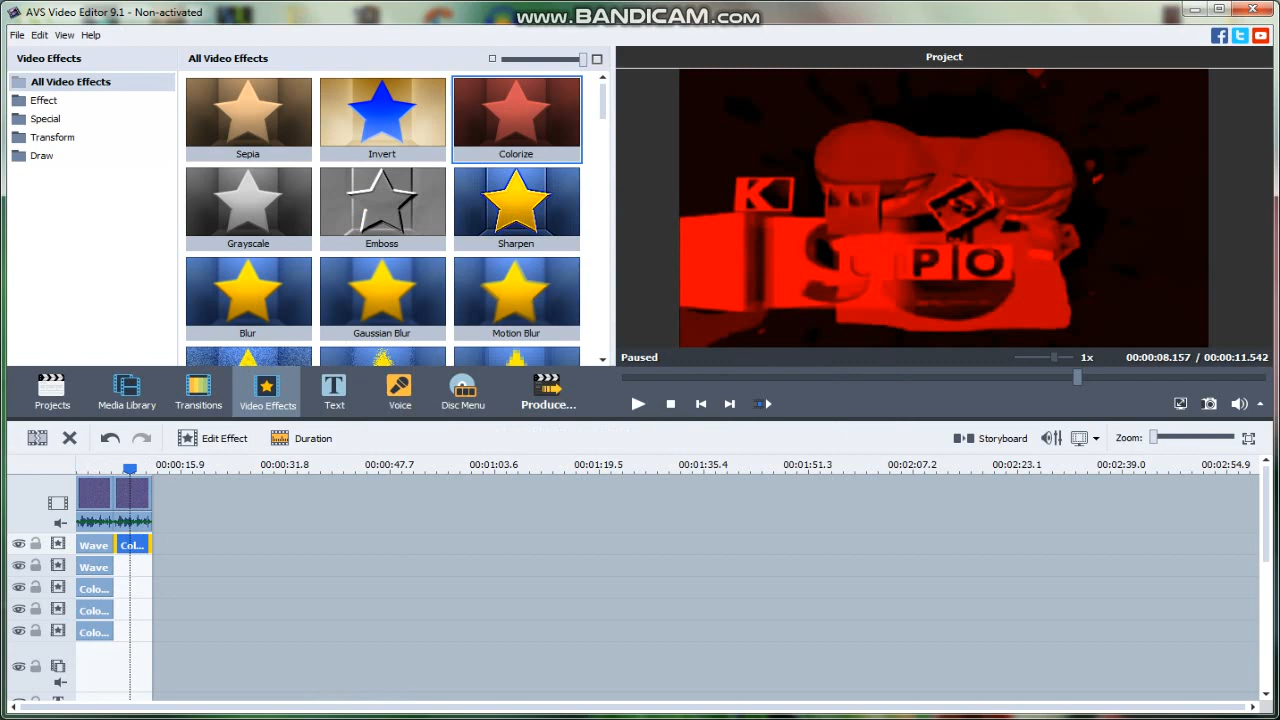 AVS Video Editor 9.1 - Non-activated
www.BANDICAM.com
File Edit View Help
Video Effects
All Video Effects
Project
All Video Effects
Effect
Special
Transform
Draw
Sepia
Invert
Colorize
Grayscale
Emboss
Sharpen
Blur
Gaussian Blur
Motion Blur
K
P O
Paused
1x
00:00:08.157 / 00:00:11.542
Projects
Media Library
Transitions
Video Effects
Text
Voice
Disc Menu
Produce...
Edit Effect
Duration
Storyboard
Zoom:
00:00:15.9 00:00:31.8 00:00:47.7 00:01:03.6 00:01:19.5 00:01:35.4 00:01:51.3 00:02:07.2 00:02:23.1 00:02:39.0 00:02:54.9
Wave Col...
Wave
Colo...
Colo...
Colo...